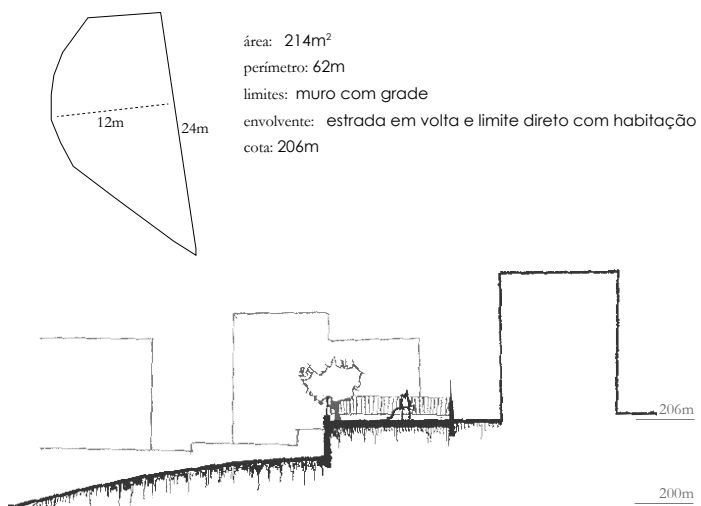 área: 214m²
perímetro: 62m
limites: muro com grade
envolvente: estrada em volta e limite direto com habitação
cota: 206m
12m
24m
206m
200m